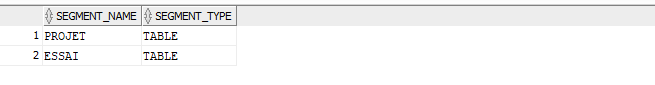 SEGMENT_NAME SEGMENT_TYPE
1 PROJET TABLE
2 ESSAI TABLE